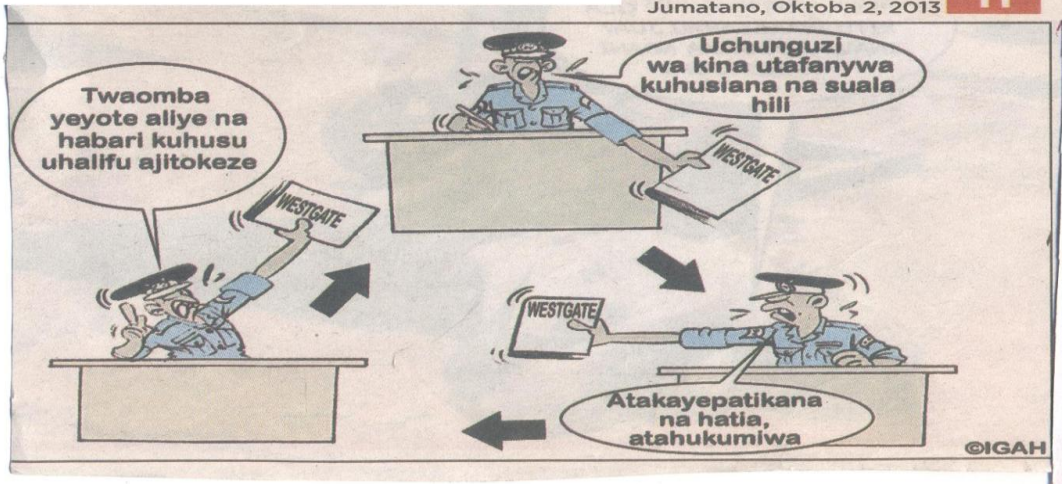 Jumatano, Oktoba 2, 2013
11
Twaomba
yeyote aliye na
habari kuhusu
uhalifu ajitokeze
WESTGATE
Uchunguzi
wa kina utafanywa
kuhusiana na suala
hili
WESTGATE
WESTGATE
Atakayepatikana
na hatia,
atahukumiwa
©IGAH